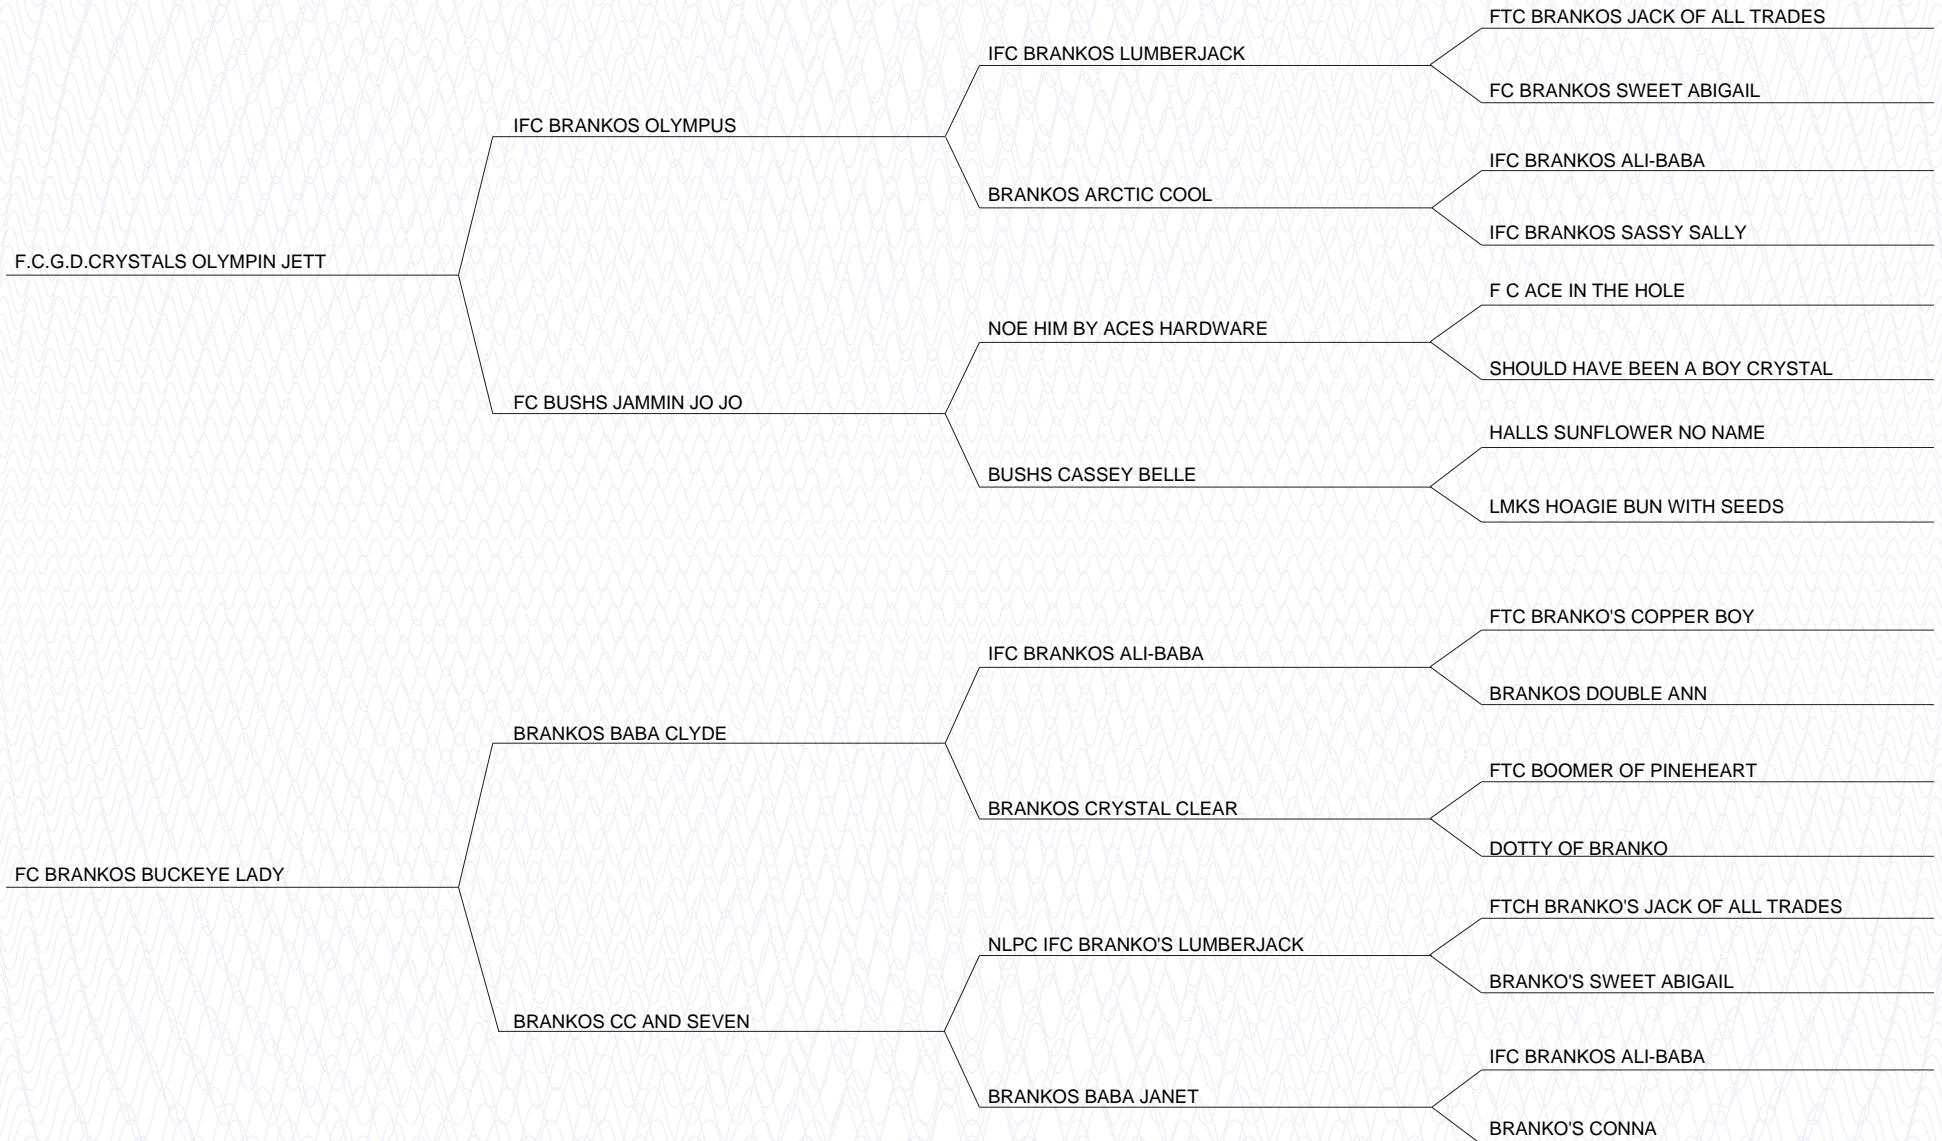 FTC BRANKOS JACK OF ALL TRADES
IFC BRANKOS LUMBERJACK
FC BRANKOS SWEET ABIGAIL
IFC BRANKOS OLYMPUS
IFC BRANKOS ALI-BABA
BRANKOS ARCTIC COOL
IFC BRANKOS SASSY SALLY
F.C.G.D.CRYSTALS OLYMPIN JETT
F C ACE IN THE HOLE
NOE HIM BY ACES HARDWARE
SHOULD HAVE BEEN A BOY CRYSTAL
FC BUSHS JAMMIN JO JO
HALLS SUNFLOWER NO NAME
BUSHS CASSEY BELLE
LMKS HOAGIE BUN WITH SEEDS
FTC BRANKO'S COPPER BOY
IFC BRANKOS ALI-BABA
BRANKOS DOUBLE ANN
BRANKOS BABA CLYDE
FTC BOOMER OF PINEHEART
BRANKOS CRYSTAL CLEAR
DOTTY OF BRANKO
FC BRANKOS BUCKEYE LADY
FTCH BRANKO'S JACK OF ALL TRADES
NLPC IFC BRANKO'S LUMBERJACK
BRANKO'S SWEET ABIGAIL
BRANKOS CC AND SEVEN
IFC BRANKOS ALI-BABA
BRANKOS BABA JANET
BRANKO'S CONNA